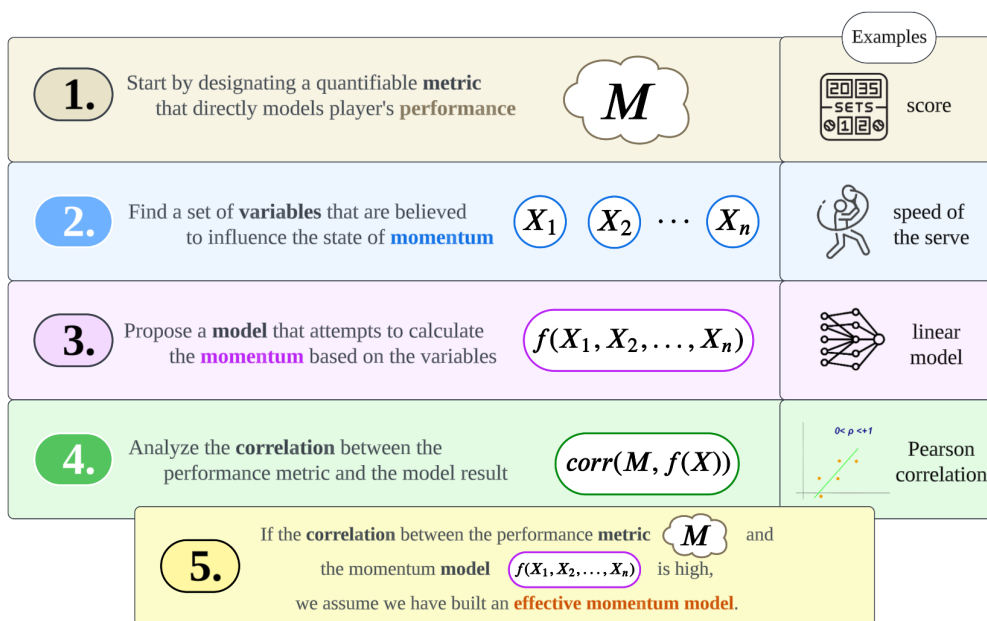 Examples
1.
Start by designating a quantifiable metric
that directly models player's performance
M
20 35
SETS
1 2
score
2.
Find a set of variables that are believed
to influence the state of momentum
X1 X2 ··· Xn
speed of
the serve
3.
Propose a model that attempts to calculate
the momentum based on the variables
f(X1, X2, . . . , Xn)
linear
model
4.
Analyze the correlation between the
performance metric and the model result
corr(M, f(X))
0< ρ <+1
Pearson
correlation
5.
If the correlation between the performance metric M and
the momentum model f(X1, X2, . . . , Xn) is high,
we assume we have built an effective momentum model.